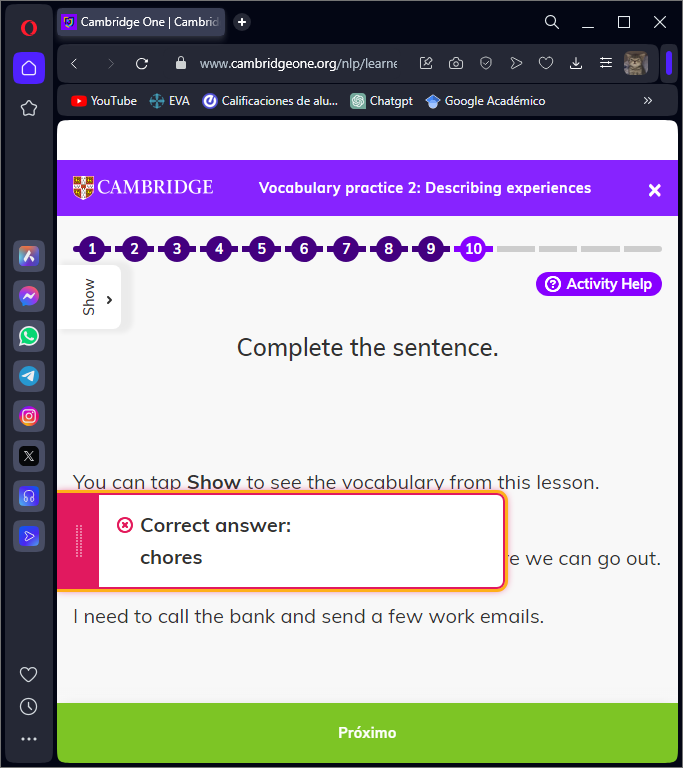 Cambridge One | Cambrid
www.cambridgeone.org/nlp/learne
YouTube EVA Calificaciones de alu... Chatgpt Google Académico
CAMBRIDGE Vocabulary practice 2: Describing experiences
1 2 3 4 5 6 7 8 9 10
Activity Help
Show
Complete the sentence.
You can tap Show to see the vocabulary from this lesson.
Correct answer:
chores
we can go out.
I need to call the bank and send a few work emails.
Próximo